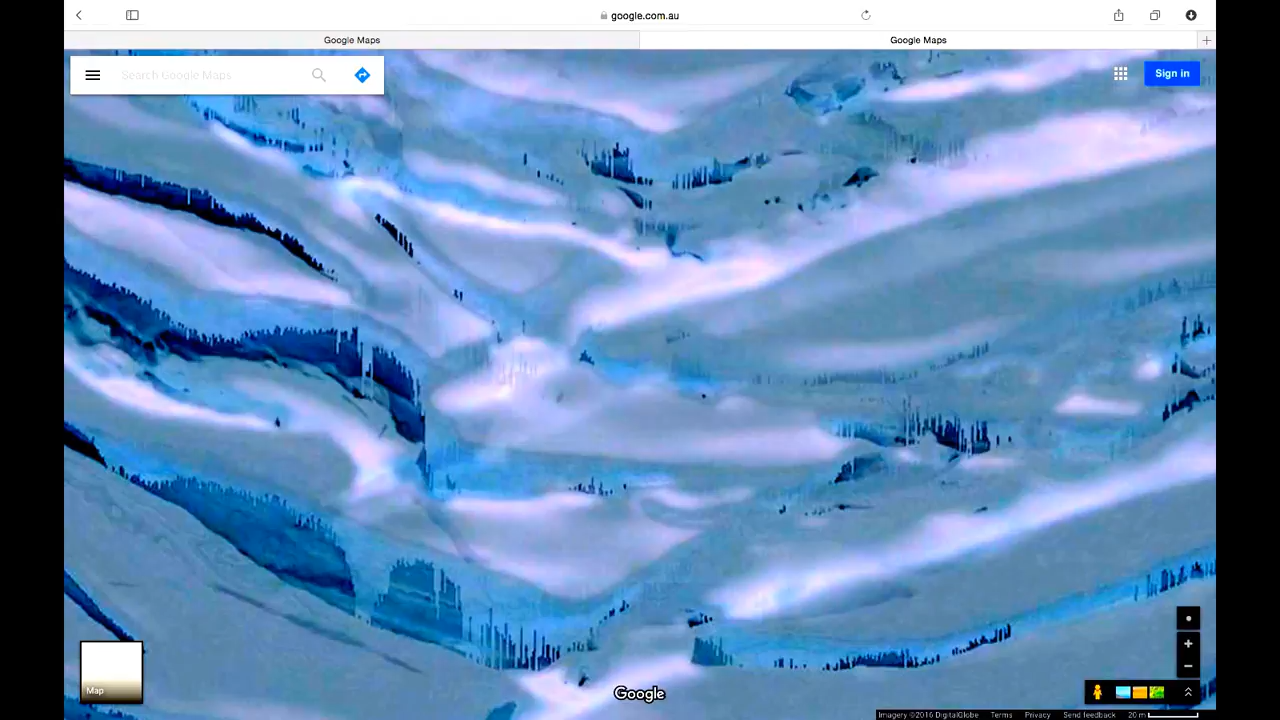 google.com.au
Google Maps
Google Maps
Search Google Maps
Sign in
Map
Google
Imagery ©2016 DigitalGlobe Terms Privacy Send feedback 20 m